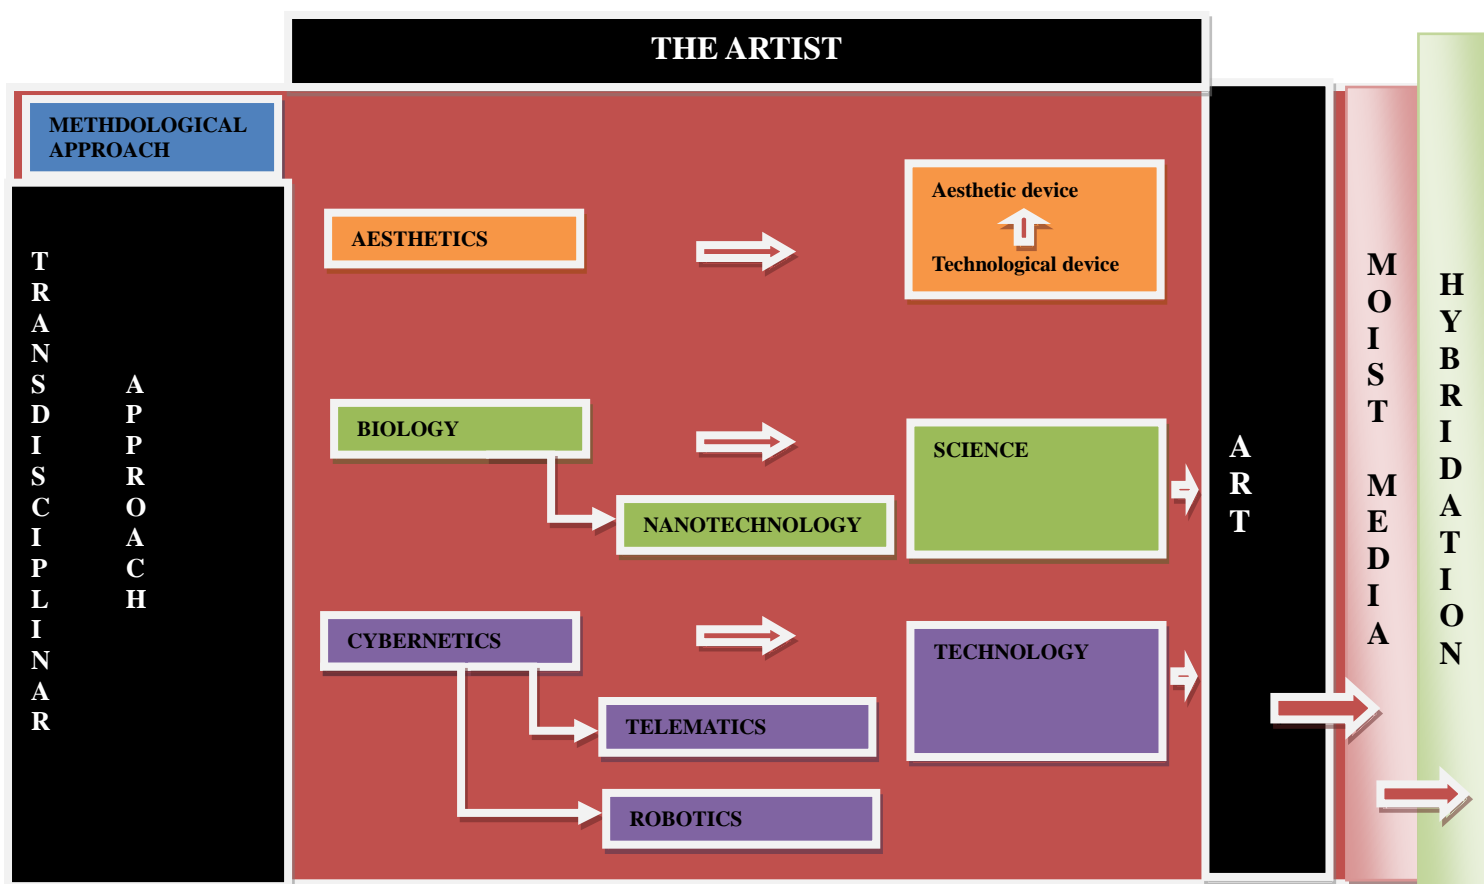 THE ARTIST
METHDOLOGICAL
APPROACH
TRANSDISCIPLINAR
APPROACH
AESTHETICS
Aesthetic device
Technological device
BIOLOGY
NANOTECHNOLOGY
SCIENCE
CYBERNETICS
TELEMATICS
ROBOTICS
TECHNOLOGY
ART
MOIST MEDIA
HYBRIDATION